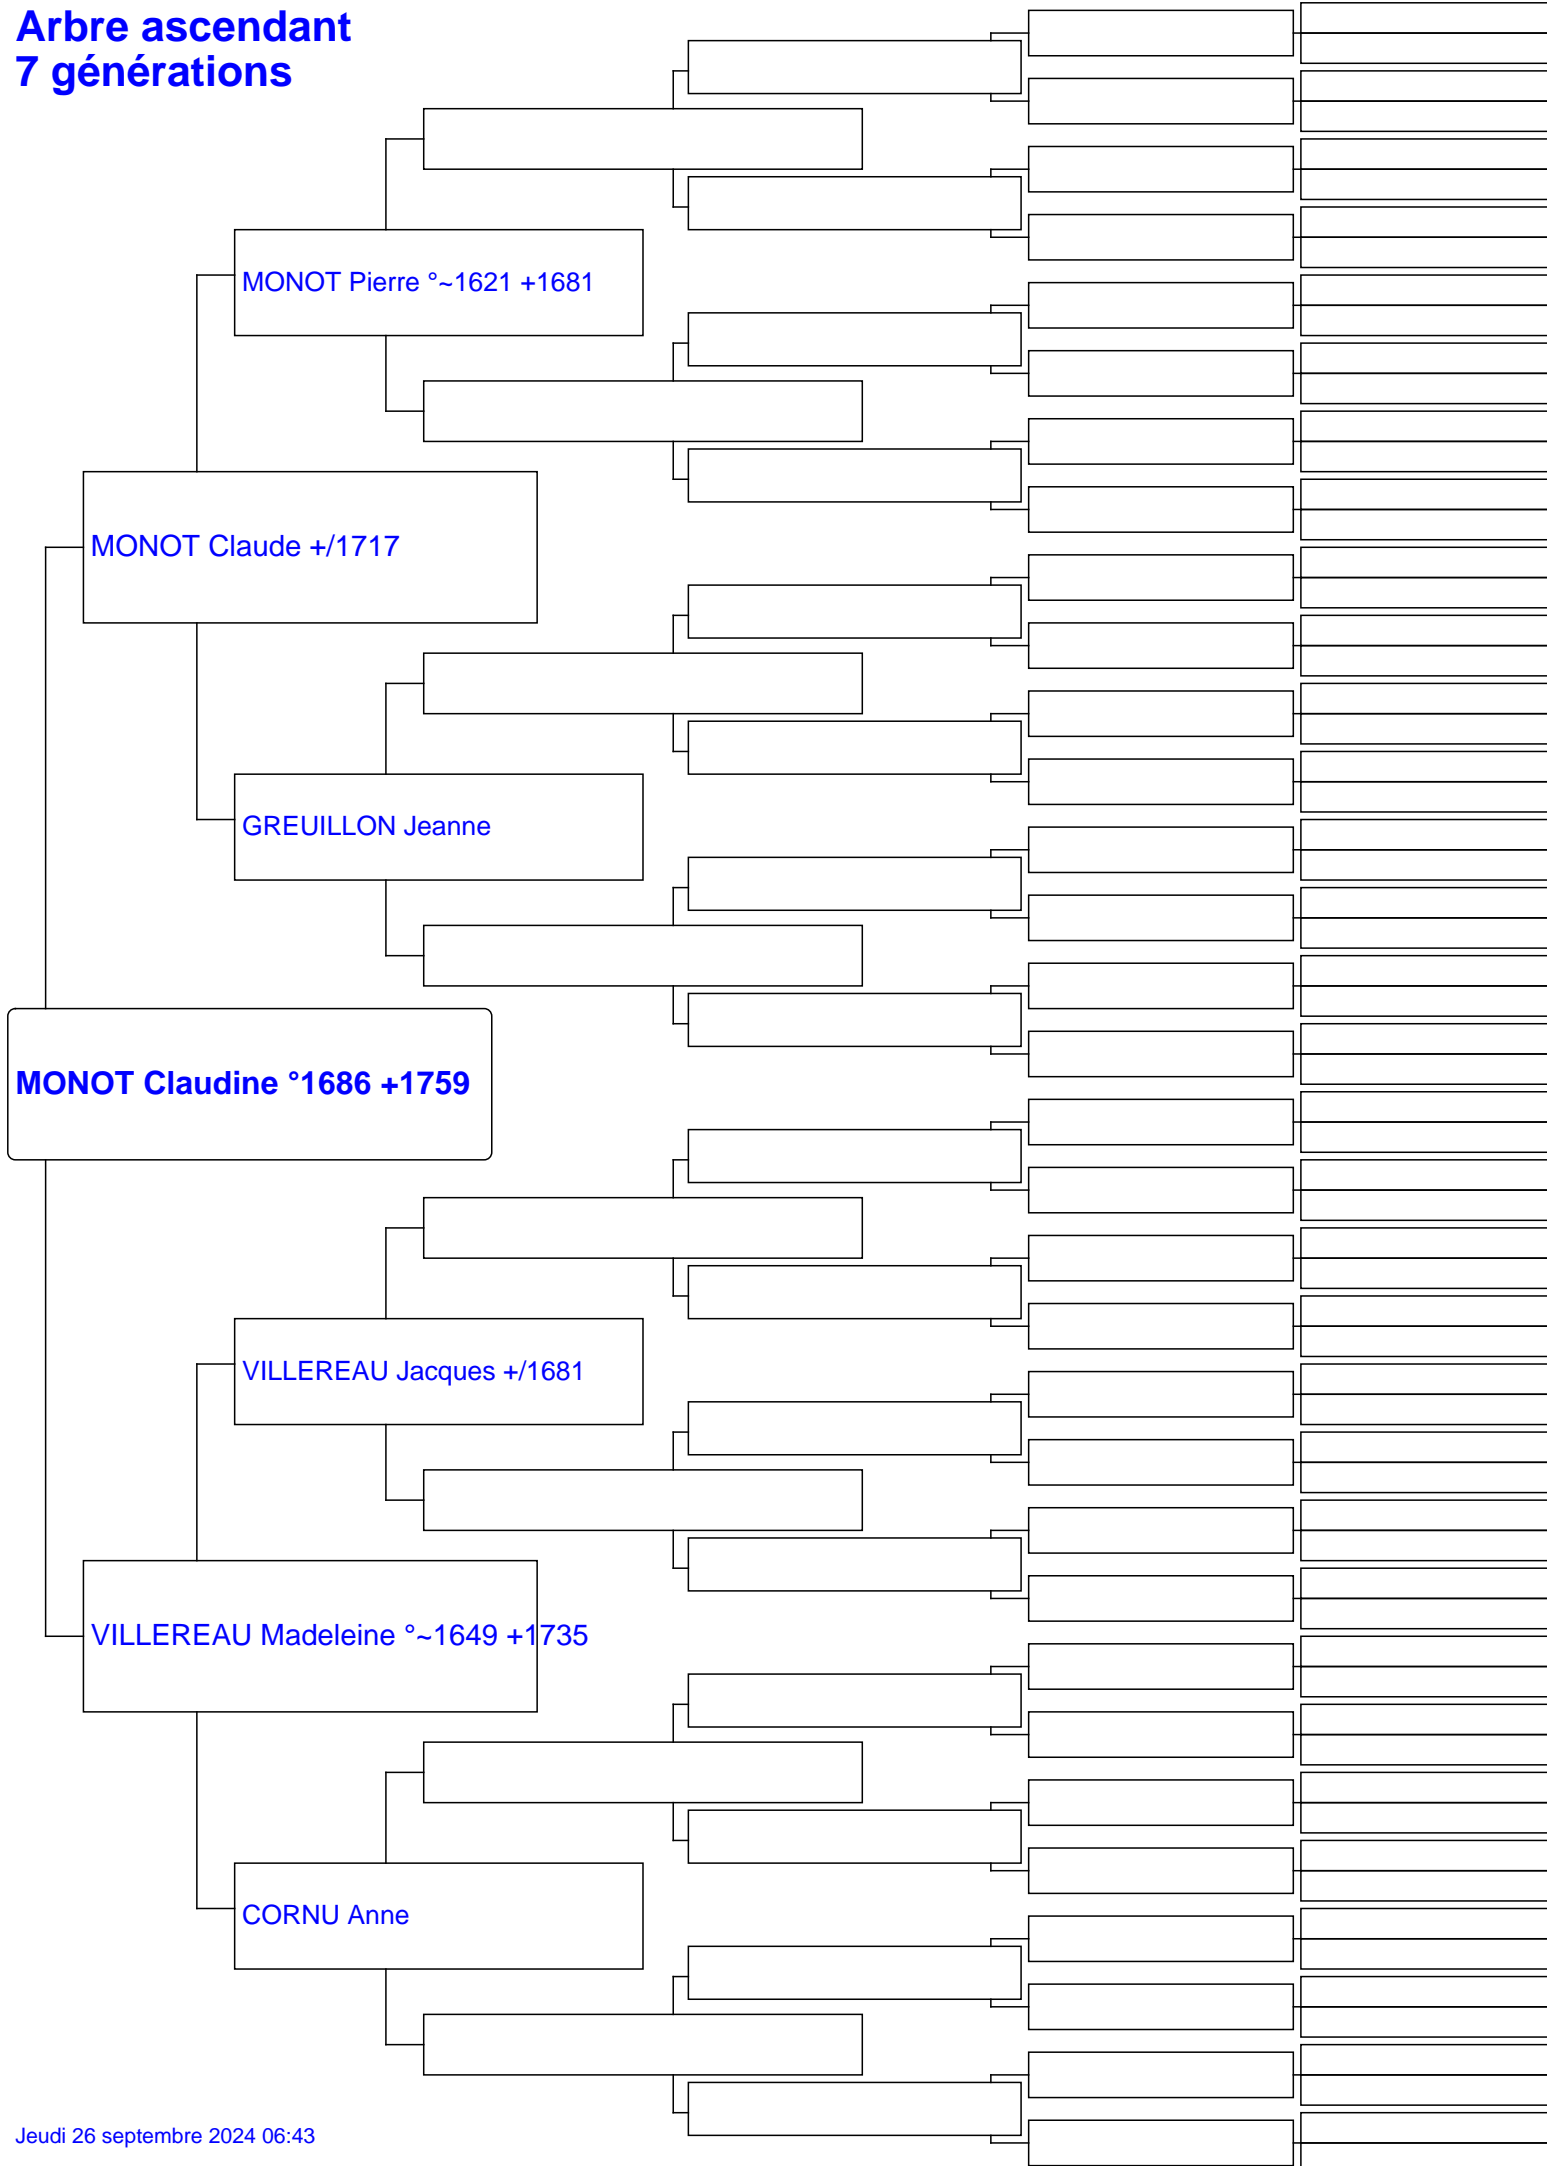 Arbre ascendant
7 générations
MONOT Pierre °~1621 +1681
MONOT Claude +/1717
GREUILLON Jeanne
MONOT Claudine °1686 +1759
VILLEREAU Jacques +/1681
VILLEREAU Madeleine °~1649 +1735
CORNU Anne
Jeudi 26 septembre 2024 06:43